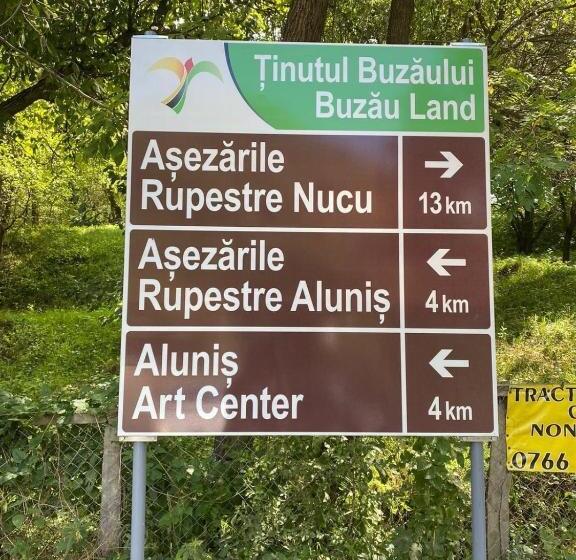 Ținutul Buzăului
Buzău Land
Așezările
Rupestre Nucu
→
13 km
Așezările
Rupestre Aluniș
←
4 km
Aluniș
Art Center
←
4 km
NON
0766